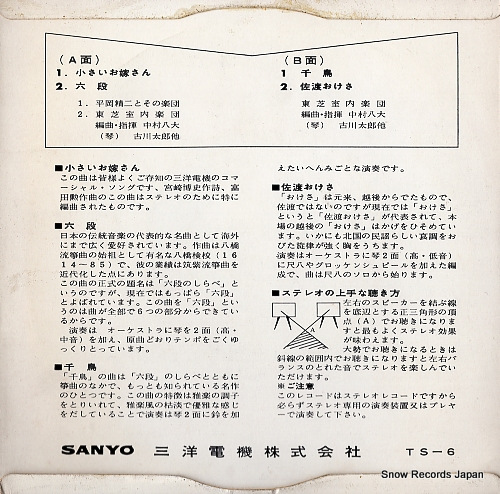 (A面)
1. 小さいお嫁さん
2. 六段
1. 平岡精二とその楽団
2. 東芝室内楽団
編曲・指揮 中村八大
(琴) 古川太郎他
(B面)
1 千鳥
2. 佐渡おけさ
東芝室内楽団
編曲・指揮 中村八大
(琴) 古川太郎他
■小さいお嫁さん
この曲は皆様よくご存知の三洋電機のコマ
ーシャル・ソングです、宮崎博史作詩、富
田勲作曲のこの曲はステレオのために特に
編曲されたものです。
■六段
日本の伝統音楽の代表的な名曲として海外
にまで広く愛好されています。作曲は八橋
流箏曲の始祖として有名な八橋検校(16
14—85)で、彼の業績は筑紫流箏曲を
近代化した点にあります。
この曲の正式の題名は「六段のしらべ」と
いうのですが、現在ではもっぱら「六段」
とよばれています。この曲を「六段」とい
うのは曲が全部で6つの部分からできてい
るからです。
演奏は オーケストラに琴を2面(高・
中音)を加え、原曲どおりテンポをごくゆ
っくりとっています。
■千鳥
「千鳥」の曲は「六段」のしらべとともに
箏曲のなかで、もっとも知られている名作
のひとつです。この曲の特徴は雅楽の調子
をとりいれて、雅楽風の枯淡で優雅な感じ
をだしていることで演奏は琴2面に鈴を加
えたいへんみごとな演奏です。
■佐渡おけさ
「おけさ」は元来、越後からでたもので、
佐渡ではないのですが現在では「おけさ」
というと「佐渡おけさ」が代表されて、本
場の越後の「おけさ」はかげをひそめてい
ます。いかにも北国の民謡らしい哀調をお
びた旋律が強く胸をうちます。
演奏はオーケストラに琴2面(高・低音)
に尺八やグロッケンシュピールを加えた編
成で、曲は尺八のソロから始ります。
■ステレオの上手な聴き方
左右のスピーカーを結ぶ線
を底辺とする正三角形の頂
点(A)でお聴きになりま
すと最もよくステレオ効果
が味わえます。
大勢でお聴きになるときは
斜線の範囲内でお聴きになりますと左右バ
ランスのとれた音でステレオを楽しんでい
ただけます。
※ご注意
このレコードはステレオレコードですから
必らずステレオ専用の演奏装置又はプレヤ
ーで演奏して下さい。
A
SANYO 三洋電機株式会社 TS-6
Snow Records Japan